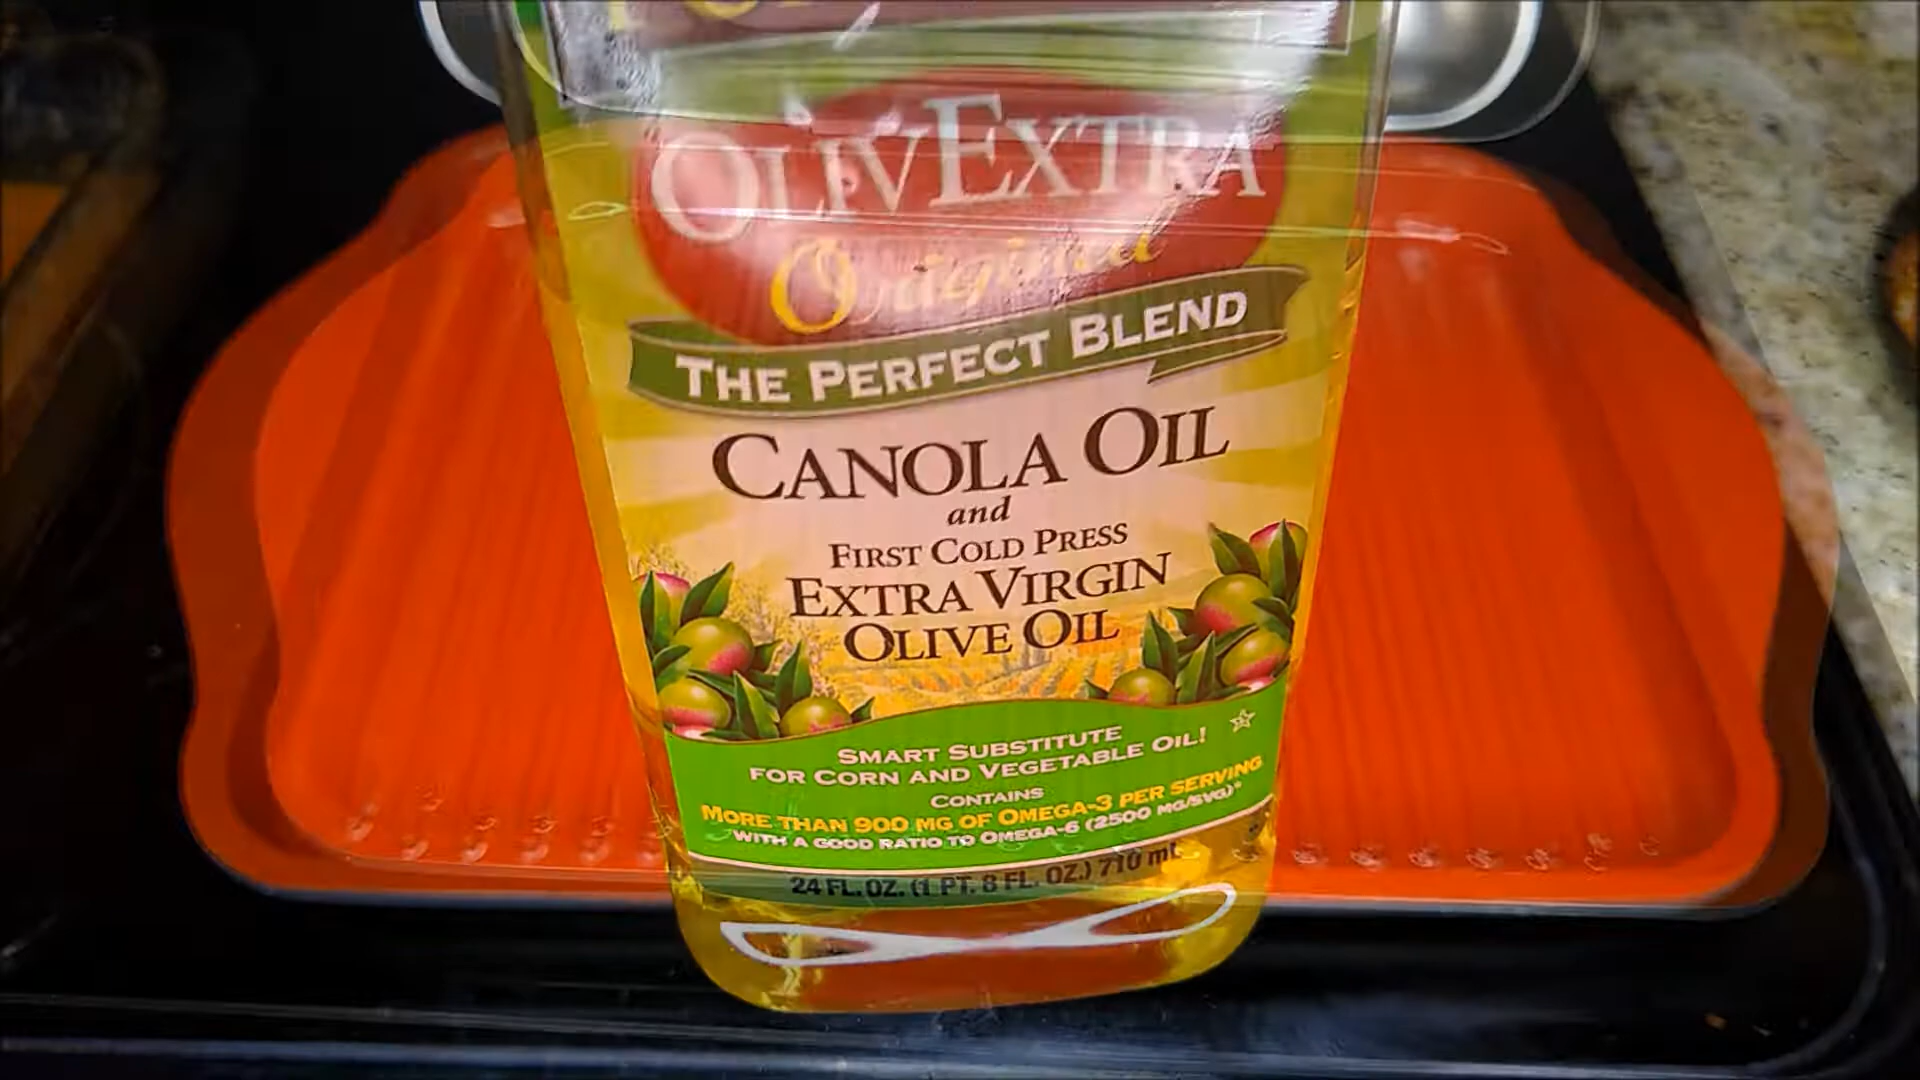 OLIVEXTRA
Original
THE PERFECT BLEND
CANOLA OIL
and
FIRST COLD PRESS
EXTRA VIRGIN
OLIVE OIL
SMART SUBSTITUTE
FOR CORN AND VEGETABLE OIL!
CONTAINS
MORE THAN 900 MG OF OMEGA-3 PER SERVING
WITH A GOOD RATIO TO OMEGA-6 (2500 MG/SVG)*
24 FL. OZ. (1 PT. 8 FL. OZ.) 710 mL